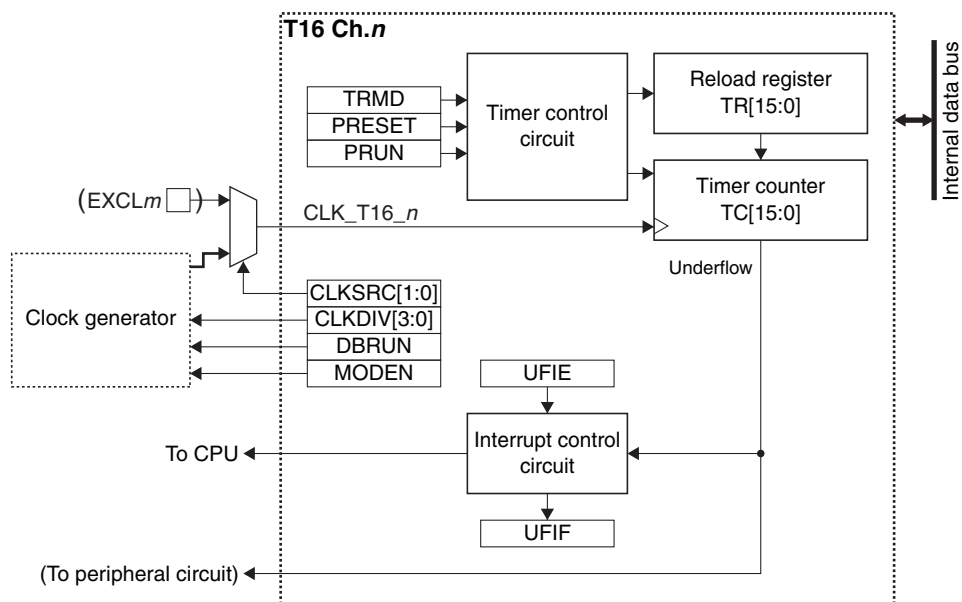 T16 Ch.n
Internal data bus
TRMD
PRESET
PRUN
Timer control
circuit
Reload register
TR[15:0]
Timer counter
TC[15:0]
(EXCLm )
CLK_T16_n
Underflow
Clock generator
CLKSRC[1:0]
CLKDIV[3:0]
DBRUN
MODEN
UFIE
Interrupt control
circuit
To CPU
UFIF
(To peripheral circuit)